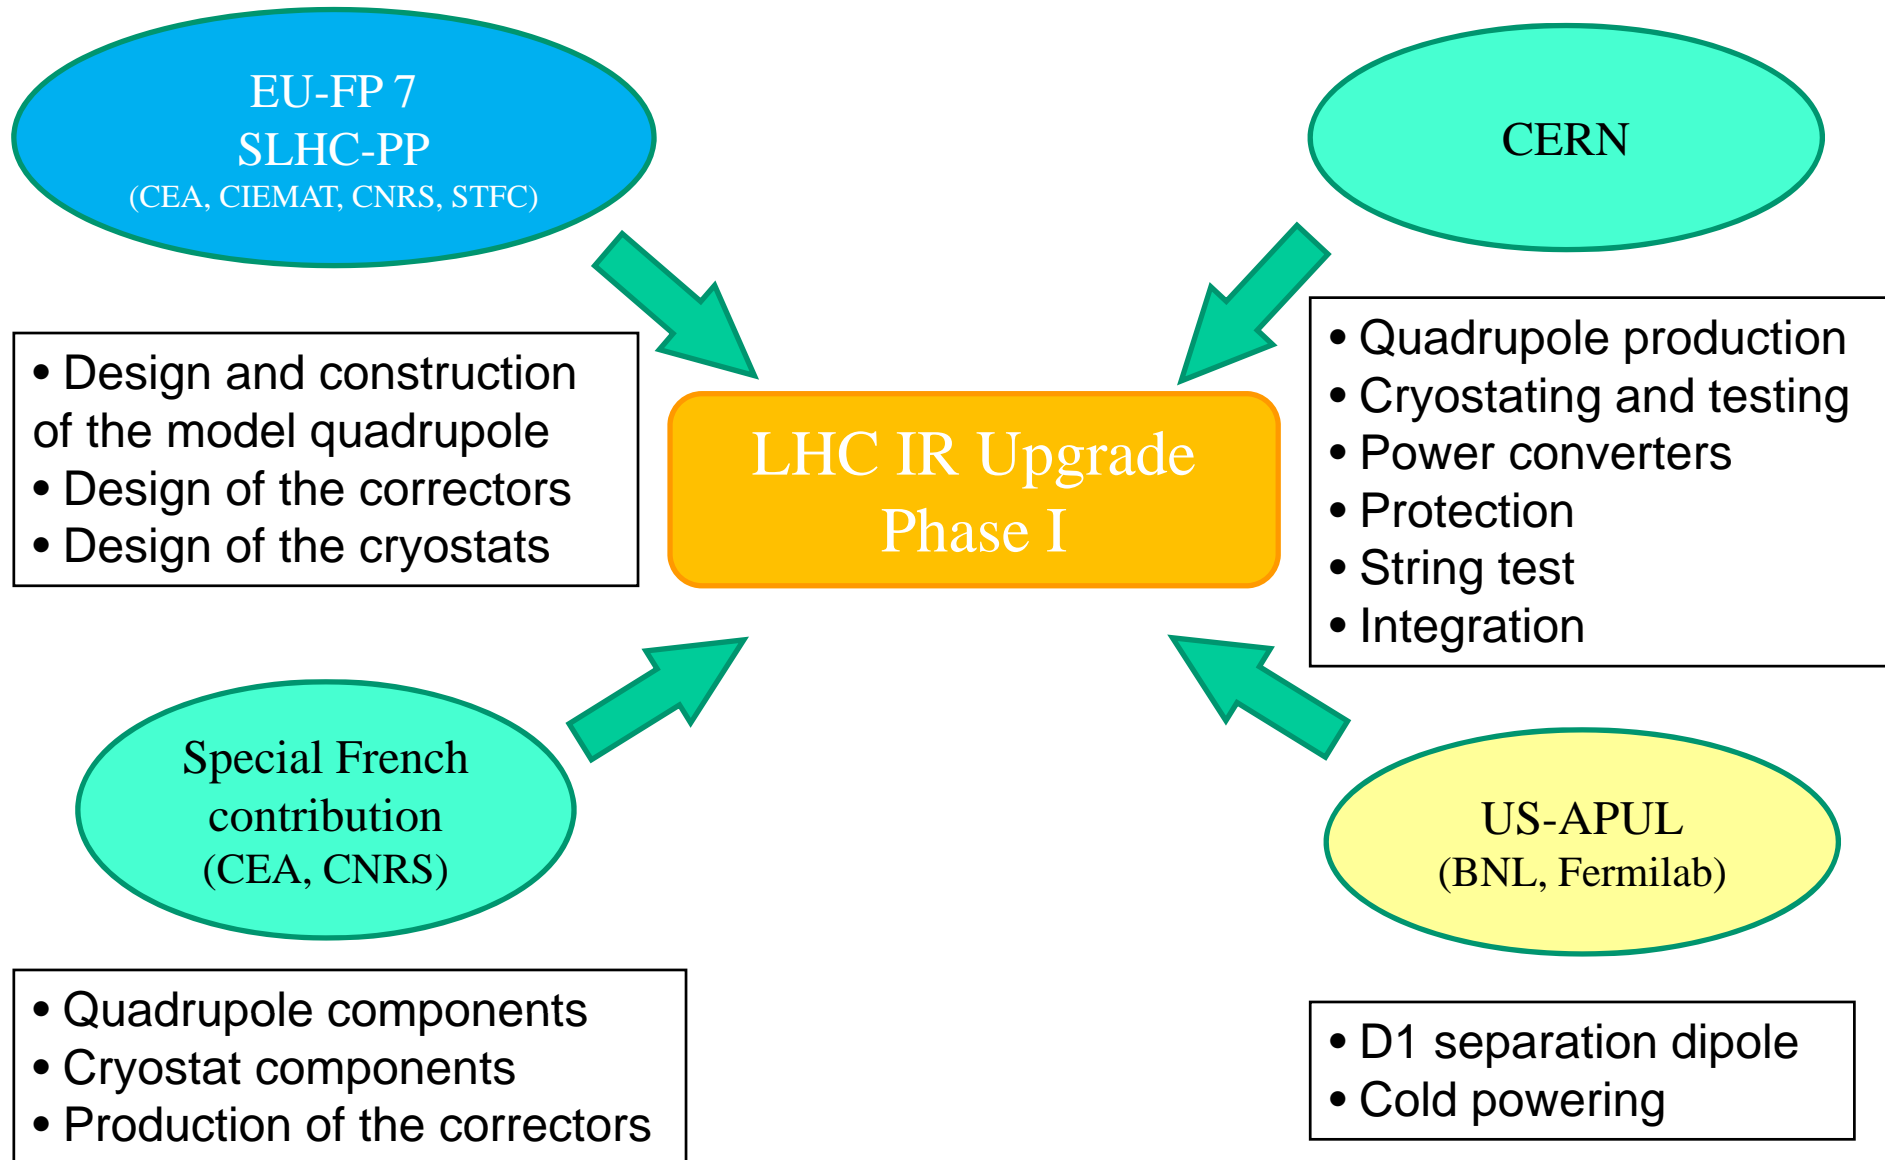 EU-FP 7
SLHC-PP
(CEA, CIEMAT, CNRS, STFC)
CERN
• Design and construction
of the model quadrupole
• Design of the correctors
• Design of the cryostats
LHC IR Upgrade
Phase I
• Quadrupole production
• Cryostating and testing
• Power converters
• Protection
• String test
• Integration
Special French
contribution
(CEA, CNRS)
US-APUL
(BNL, Fermilab)
• Quadrupole components
• Cryostat components
• Production of the correctors
• D1 separation dipole
• Cold powering